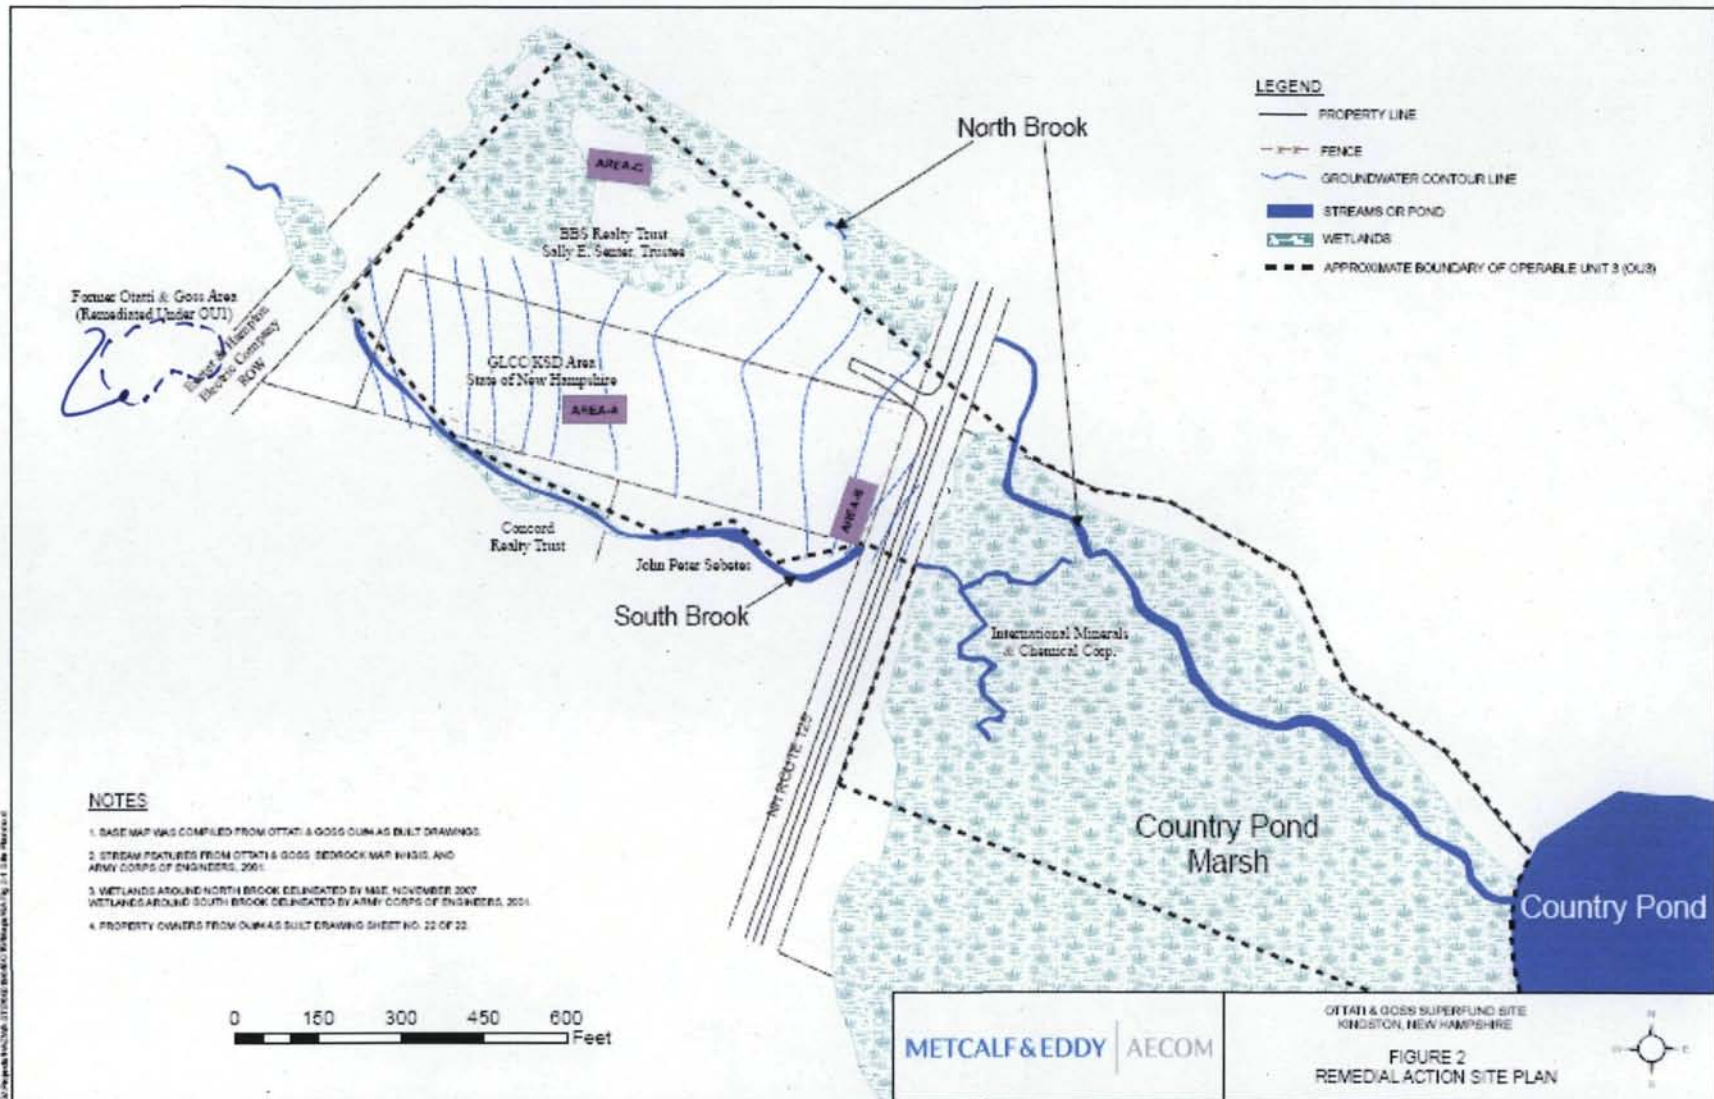 North Brook
LEGEND
PROPERTY LINE
FENCE
GROUNDWATER CONTOUR LINE
STREAMS OR POND
WETLANDS
APPROXIMATE BOUNDARY OF OPERABLE UNIT 3 (OU3)
AREA-C
BBS Realty Trust
Sally E. Senter, Trustee
Former Ottati & Goss Area
(Remediated Under OU1)
Exeter & Hampton
Electric Company
ROW
GLCC/KSD Area
State of New Hampshire
AREA-A
AREA-B
Concord
Realty Trust
John Peter Sebetes
South Brook
International Minerals
& Chemical Corp.
NH ROUTE 125
Country Pond
Marsh
Country Pond
NOTES
1. BASE MAP WAS COMPILED FROM OTTATI & GOSS AS BUILT DRAWINGS.
2. STREAM FEATURES FROM OTTATI & GOSS BEDROCK MAP IN GIS, AND
ARMY CORPS OF ENGINEERS, 2001.
3. WETLANDS AROUND NORTH BROOK DELINEATED BY M&E, NOVEMBER 2007.
WETLANDS AROUND SOUTH BROOK DELINEATED BY ARMY CORPS OF ENGINEERS, 2001.
4. PROPERTY OWNERS FROM AS BUILT DRAWING SHEET NO. 22 OF 22.
0 150 300 450 600
Feet
METCALF & EDDY | AECOM
OTTATI & GOSS SUPERFUND SITE
KINGSTON, NEW HAMPSHIRE
FIGURE 2
REMEDIAL ACTION SITE PLAN
N
W E
S